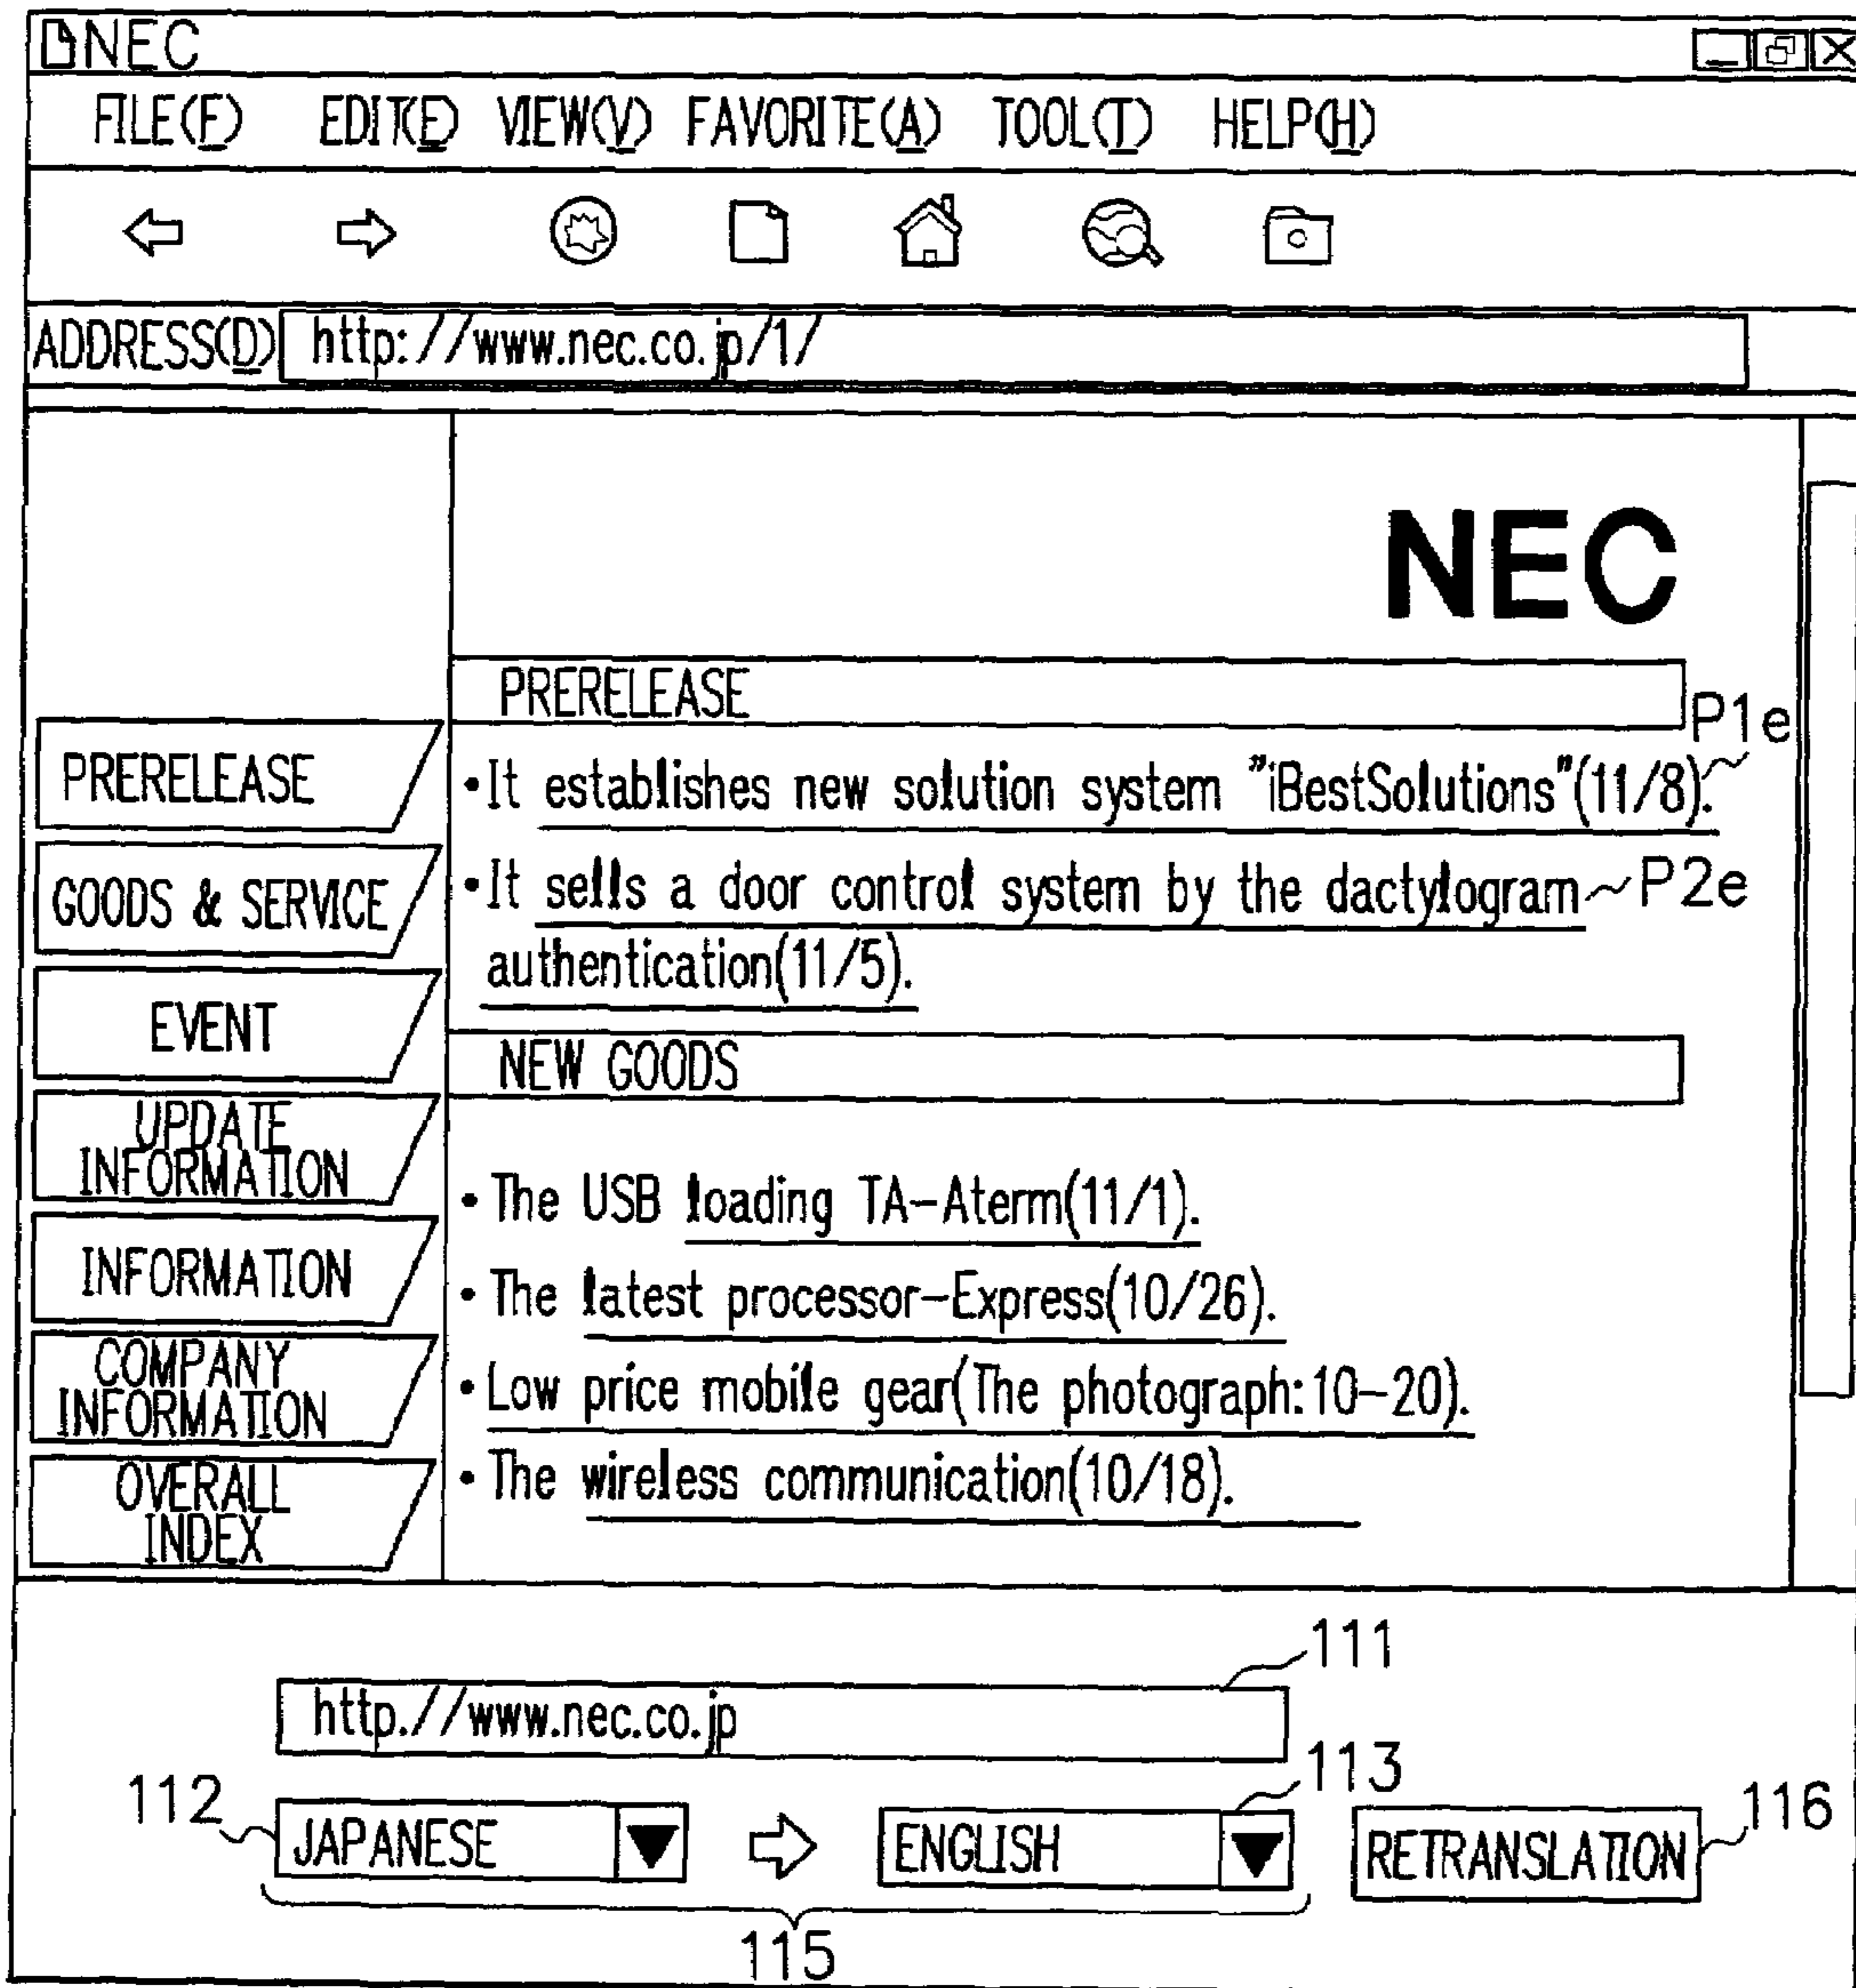 NEC
FILE(F) EDIT(E) VIEW(V) FAVORITE(A) TOOL(T) HELP(H)
ADDRESS(D) http://www.nec.co.jp/1/
NEC
PRERELEASE
GOODS & SERVICE
EVENT
UPDATE
INFORMATION
INFORMATION
COMPANY
INFORMATION
OVERALL
INDEX
PRERELEASE
P1e
•It establishes new solution system "iBestSolutions"(11/8).
•It sells a door control system by the dactylogram P2e
authentication(11/5).
NEW GOODS
•The USB loading TA-Aterm(11/1).
•The latest processor-Express(10/26).
•Low price mobile gear(The photograph:10-20).
•The wireless communication(10/18).
111
http.//www.nec.co.jp
112 113 116
JAPANESE ENGLISH RETRANSLATION
115